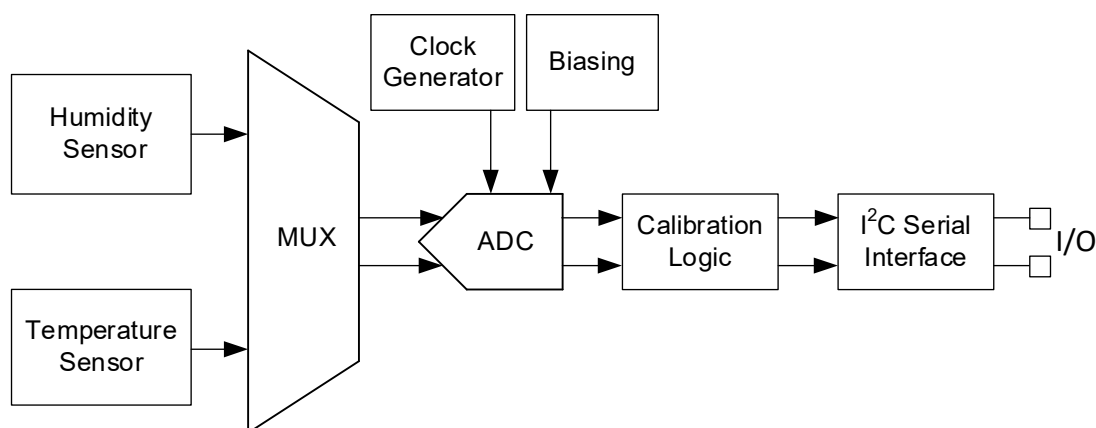 Clock
Generator
Biasing
Humidity
Sensor
MUX
ADC
Calibration
Logic
I²C Serial
Interface
I/O
Temperature
Sensor